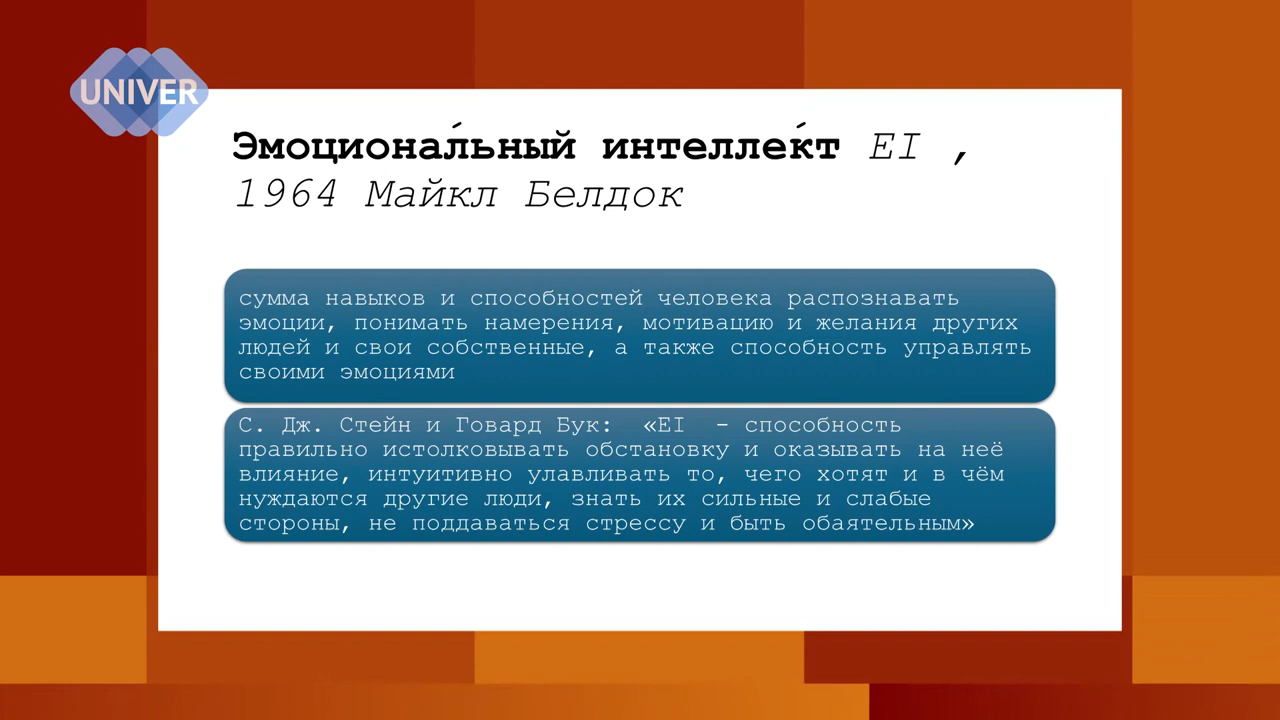 UNIVER
Эмоциона́льный интелле́кт EI ,
1964 Майкл Белдок
сумма навыков и способностей человека распознавать
эмоции, понимать намерения, мотивацию и желания других
людей и свои собственные, а также способность управлять
своими эмоциями
С. Дж. Стейн и Говард Бук:  «EI  - способность
правильно истолковывать обстановку и оказывать на неё
влияние, интуитивно улавливать то, чего хотят и в чём
нуждаются другие люди, знать их сильные и слабые
стороны, не поддаваться стрессу и быть обаятельным»